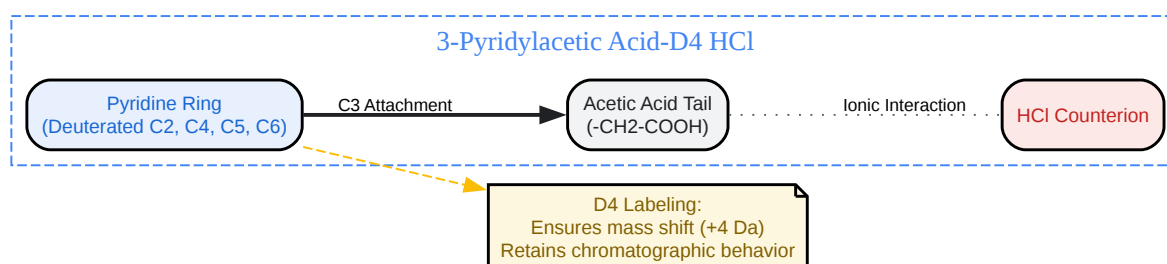 3-Pyridylacetic Acid-D4 HCl
Pyridine Ring
(Deuterated C2, C4, C5, C6)
C3 Attachment
Acetic Acid Tail
(-CH2-COOH)
Ionic Interaction
HCl Counterion
D4 Labeling:
Ensures mass shift (+4 Da)
Retains chromatographic behavior